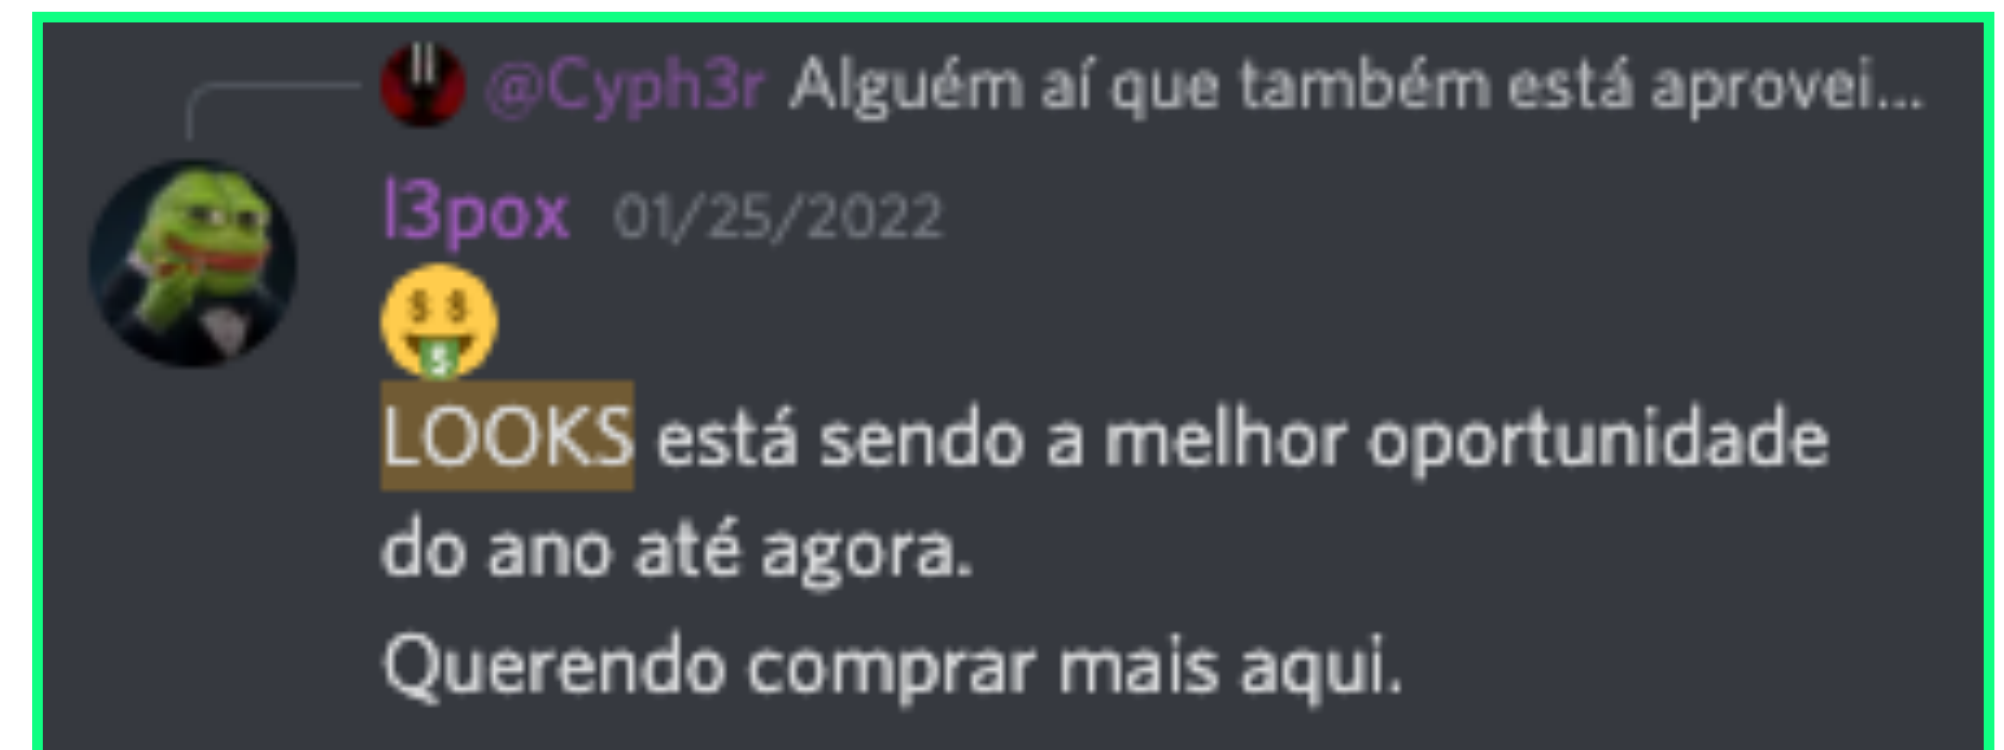 @Cyph3r Alguém aí que também está aprovei...
l3pox 01/25/2022
LOOKS está sendo a melhor oportunidade
do ano até agora.
Querendo comprar mais aqui.